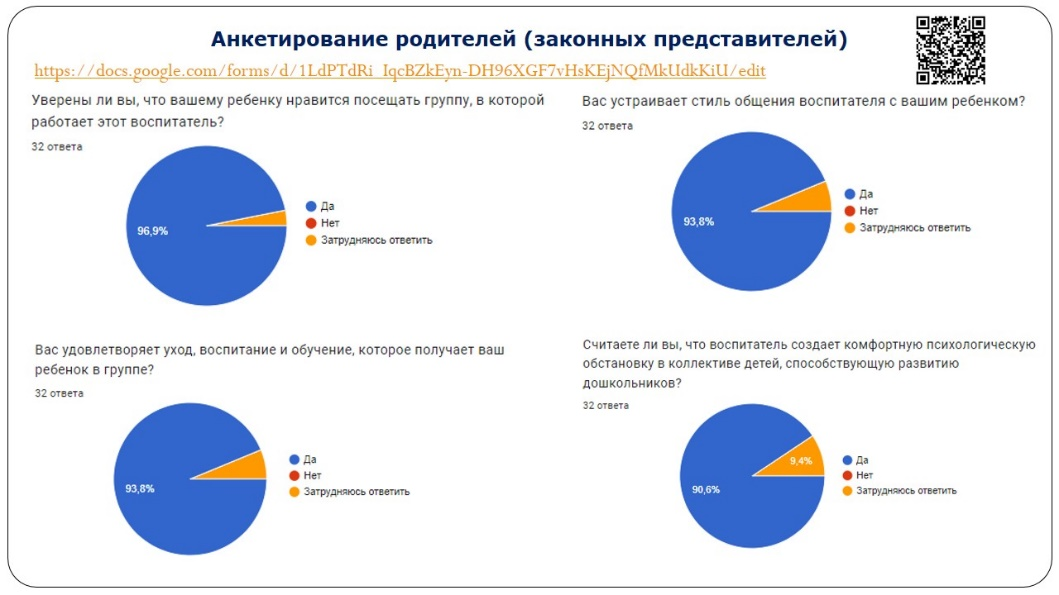 Анкетирование родителей (законных представителей)
https://docs.google.com/forms/d/1LdPTdRi_IqcBZkEyn-DH96XGF7vHsKEjNQfMkUdkKiU/edit
Уверены ли вы, что вашему ребенку нравится посещать группу, в которой
работает этот воспитатель?
32 ответа
96,9%
Да
Нет
Затрудняюсь ответить
Вас устраивает стиль общения воспитателя с вашим ребенком?
32 ответа
93,8%
Да
Нет
Затрудняюсь ответить
Вас удовлетворяет уход, воспитание и обучение, которое получает ваш
ребенок в группе?
32 ответа
93,8%
Да
Нет
Затрудняюсь ответить
Считаете ли вы, что воспитатель создает комфортную психологическую
обстановку в коллективе детей, способствующую развитию
дошкольников?
32 ответа
9,4%
90,6%
Да
Нет
Затрудняюсь ответить